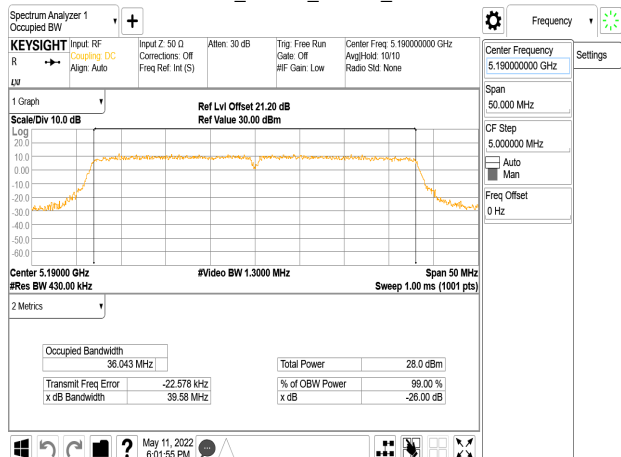 Spectrum Analyzer 1
Occupied BW
Frequency
KEYSIGHT
R
LXI
Input: RF
Coupling: DC
Align: Auto
Input Z: 50 Ω
Corrections: Off
Freq Ref: Int (S)
Atten: 30 dB
Trig: Free Run
Gate: Off
#IF Gain: Low
Center Freq: 5.190000000 GHz
Avg|Hold: 10/10
Radio Std: None
Center Frequency
5.190000000 GHz
Settings
Span
50.000 MHz
CF Step
5.000000 MHz
Auto
Man
Freq Offset
0 Hz
1 Graph
Scale/Div 10.0 dB
Ref Lvl Offset 21.20 dB
Ref Value 30.00 dBm
Log
20.0
10.0
0.00
-10.0
-20.0
-30.0
-40.0
-50.0
-60.0
Center 5.19000 GHz
#Video BW 1.3000 MHz
Span 50 MHz
#Res BW 430.00 kHz
Sweep 1.00 ms (1001 pts)
2 Metrics
Occupied Bandwidth
36.043 MHz
Total Power 28.0 dBm
Transmit Freq Error -22.578 kHz
% of OBW Power 99.00 %
x dB Bandwidth 39.58 MHz
x dB -26.00 dB
May 11, 2022
6:01:55 PM